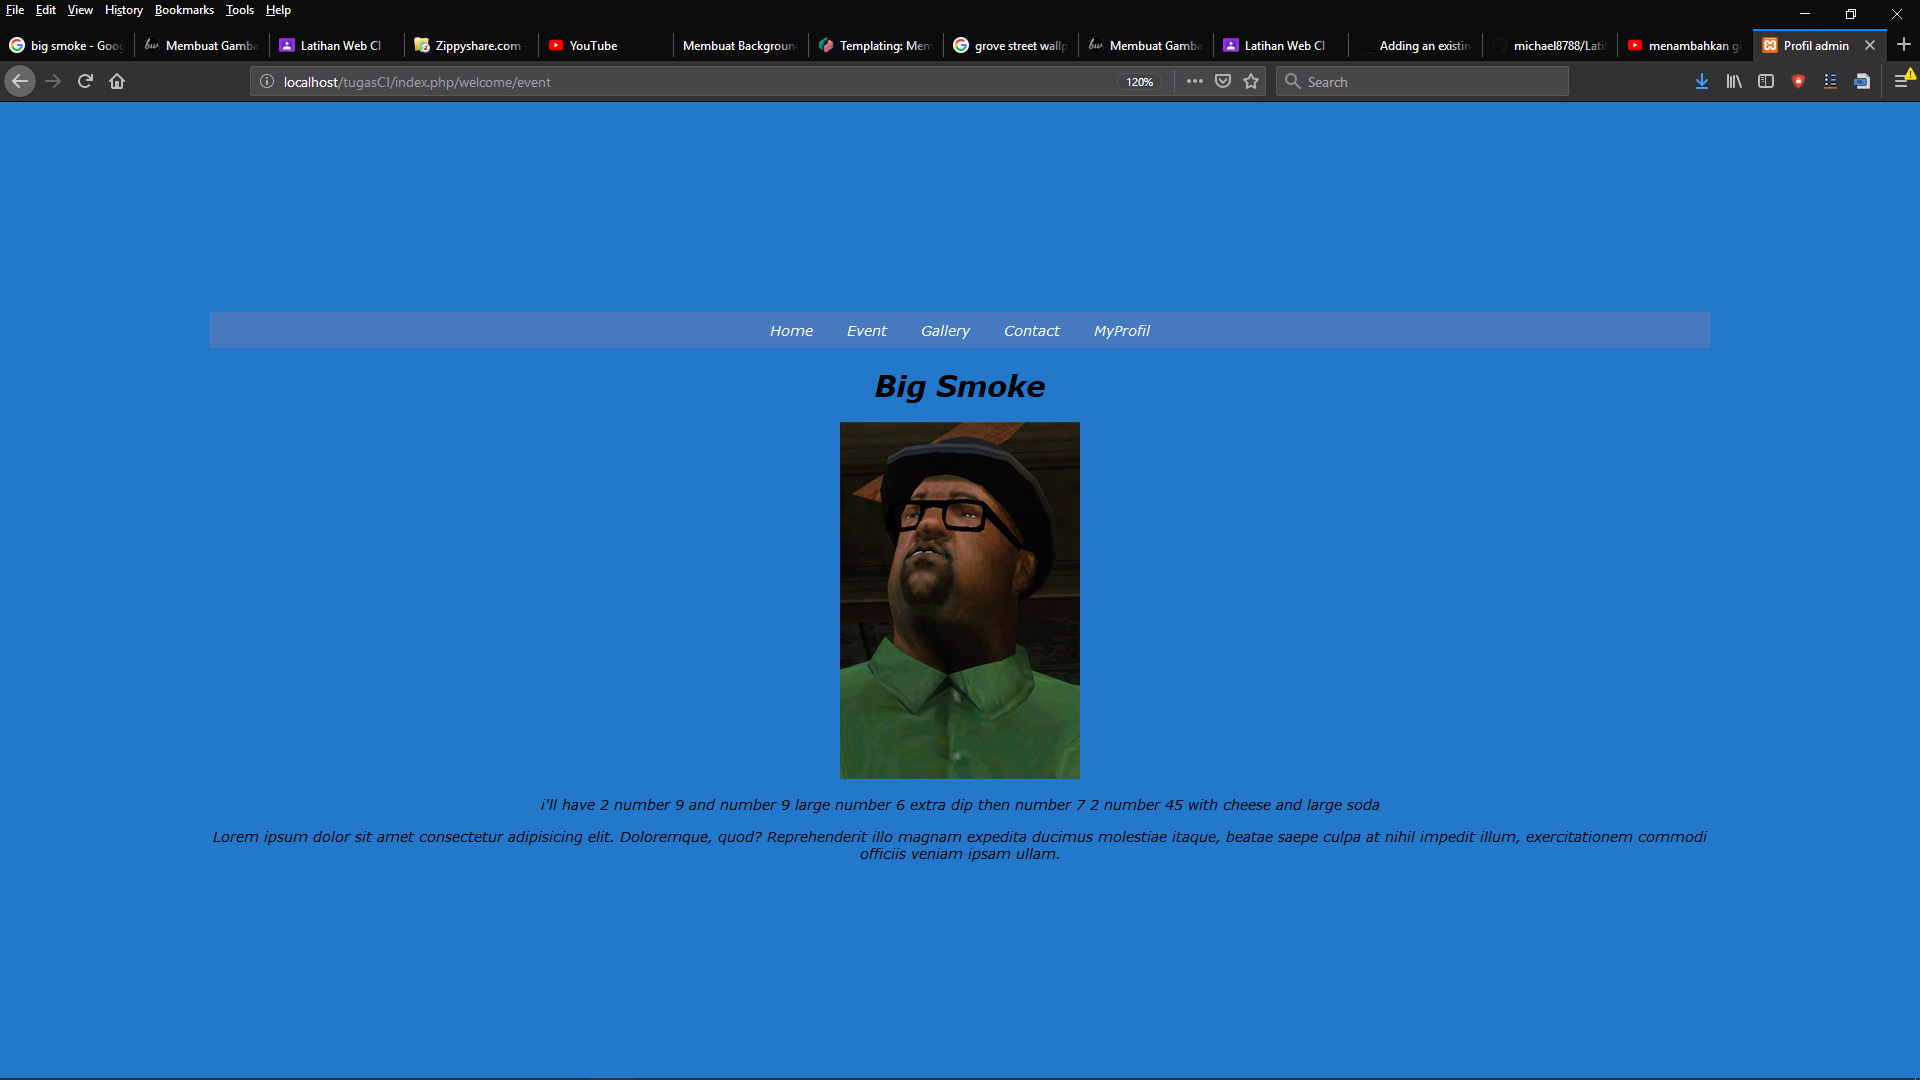 File Edit View History Bookmarks Tools Help
big smoke - Goo
Membuat Gamba
Latihan Web CI
Zippyshare.com -
YouTube
Membuat Backgroun
Templating: Mem
grove street wallp
Membuat Gamba
Latihan Web CI
Adding an existin
michael8788/Lati
menambahkan gi
Profil admin
localhost/tugasCI/index.php/welcome/event
120%
Search
Home Event Gallery Contact MyProfil
Big Smoke
i'll have 2 number 9 and number 9 large number 6 extra dip then number 7 2 number 45 with cheese and large soda
Lorem ipsum dolor sit amet consectetur adipisicing elit. Doloremque, quod? Reprehenderit illo magnam expedita ducimus molestiae itaque, beatae saepe culpa at nihil impedit illum, exercitationem commodi
officiis veniam ipsam ullam.